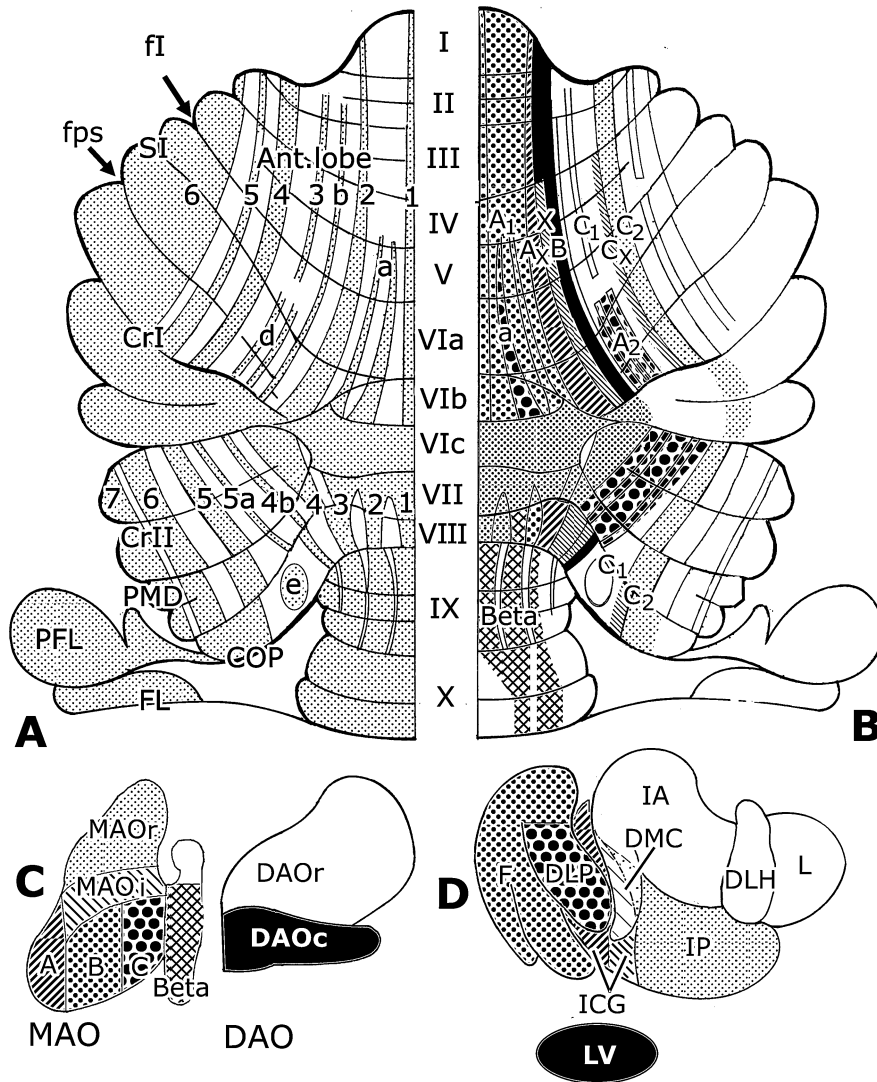 I
fI
II
fps
SI
Ant. lobe
III
6 5 4 3 b 2 1
IV
A1 X C1 C2
AX B CX
a
V
CrI
d
VIa
a
A2
VIb
VIc
7 6 5 5a 4b 4 3 2 1
VII
CrII
VIII
C1
e
PMD
IX
Beta
C2
PFL
COP
FL
X
A
B
MAOr
IA
DMC
C
MAO i
DAOr
D
F
DLP
DLH
L
A
B
C
DAOc
IP
Beta
ICG
MAO
DAO
LV